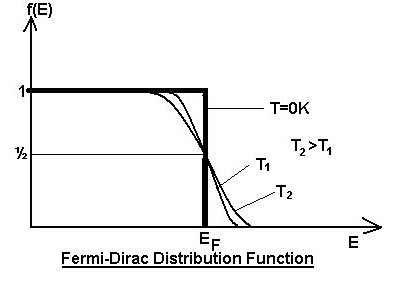 f(E)
1
T=0K
T₂>T₁
½
T₁
T₂
E_F
E
Fermi-Dirac Distribution Function